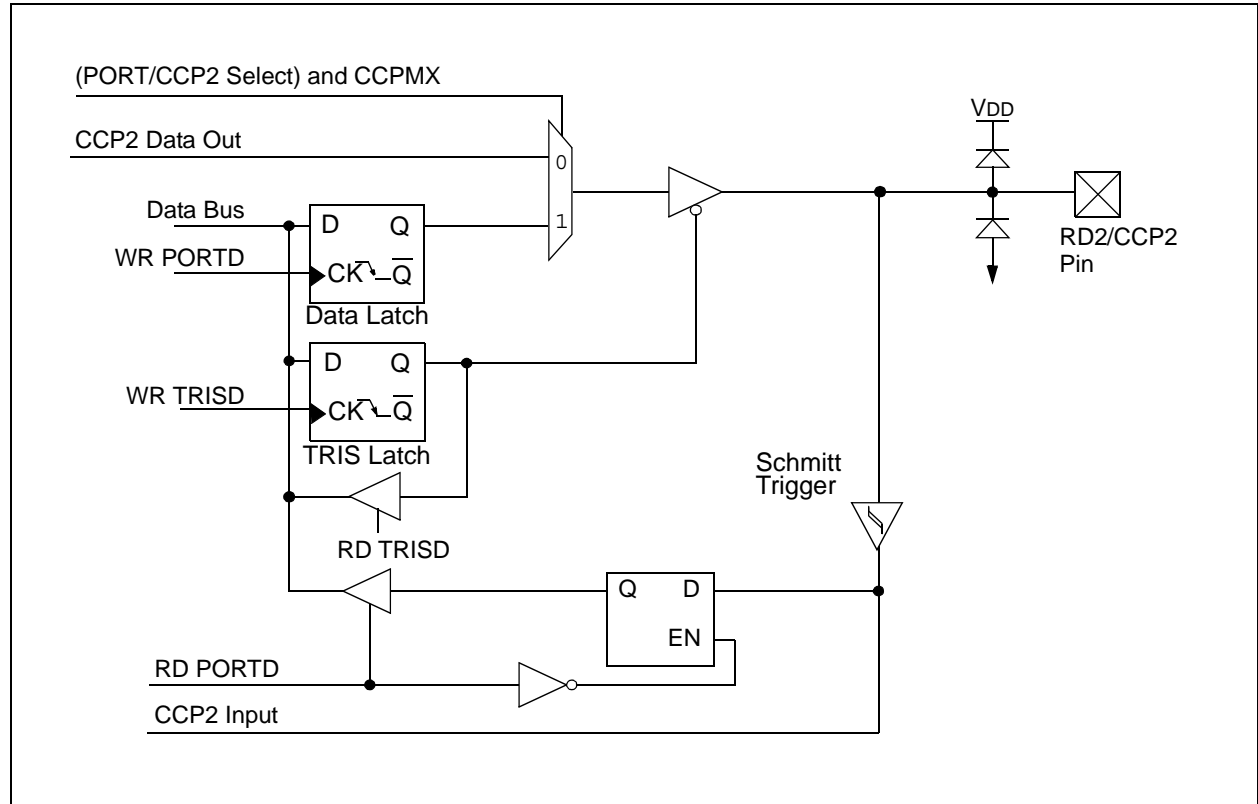 (PORT/CCP2 Select) and CCPMX
VDD
CCP2 Data Out
0
Data Bus
D Q
1
RD2/CCP2
Pin
WR PORTD
CK Q̅
Data Latch
D Q
WR TRISD
CK Q̅
TRIS Latch
Schmitt
Trigger
RD TRISD
Q D
EN
RD PORTD
CCP2 Input